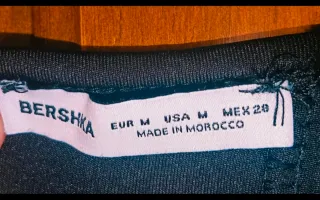 BERSHKA
EUR M USA M MEX 28
MADE IN MOROCCO